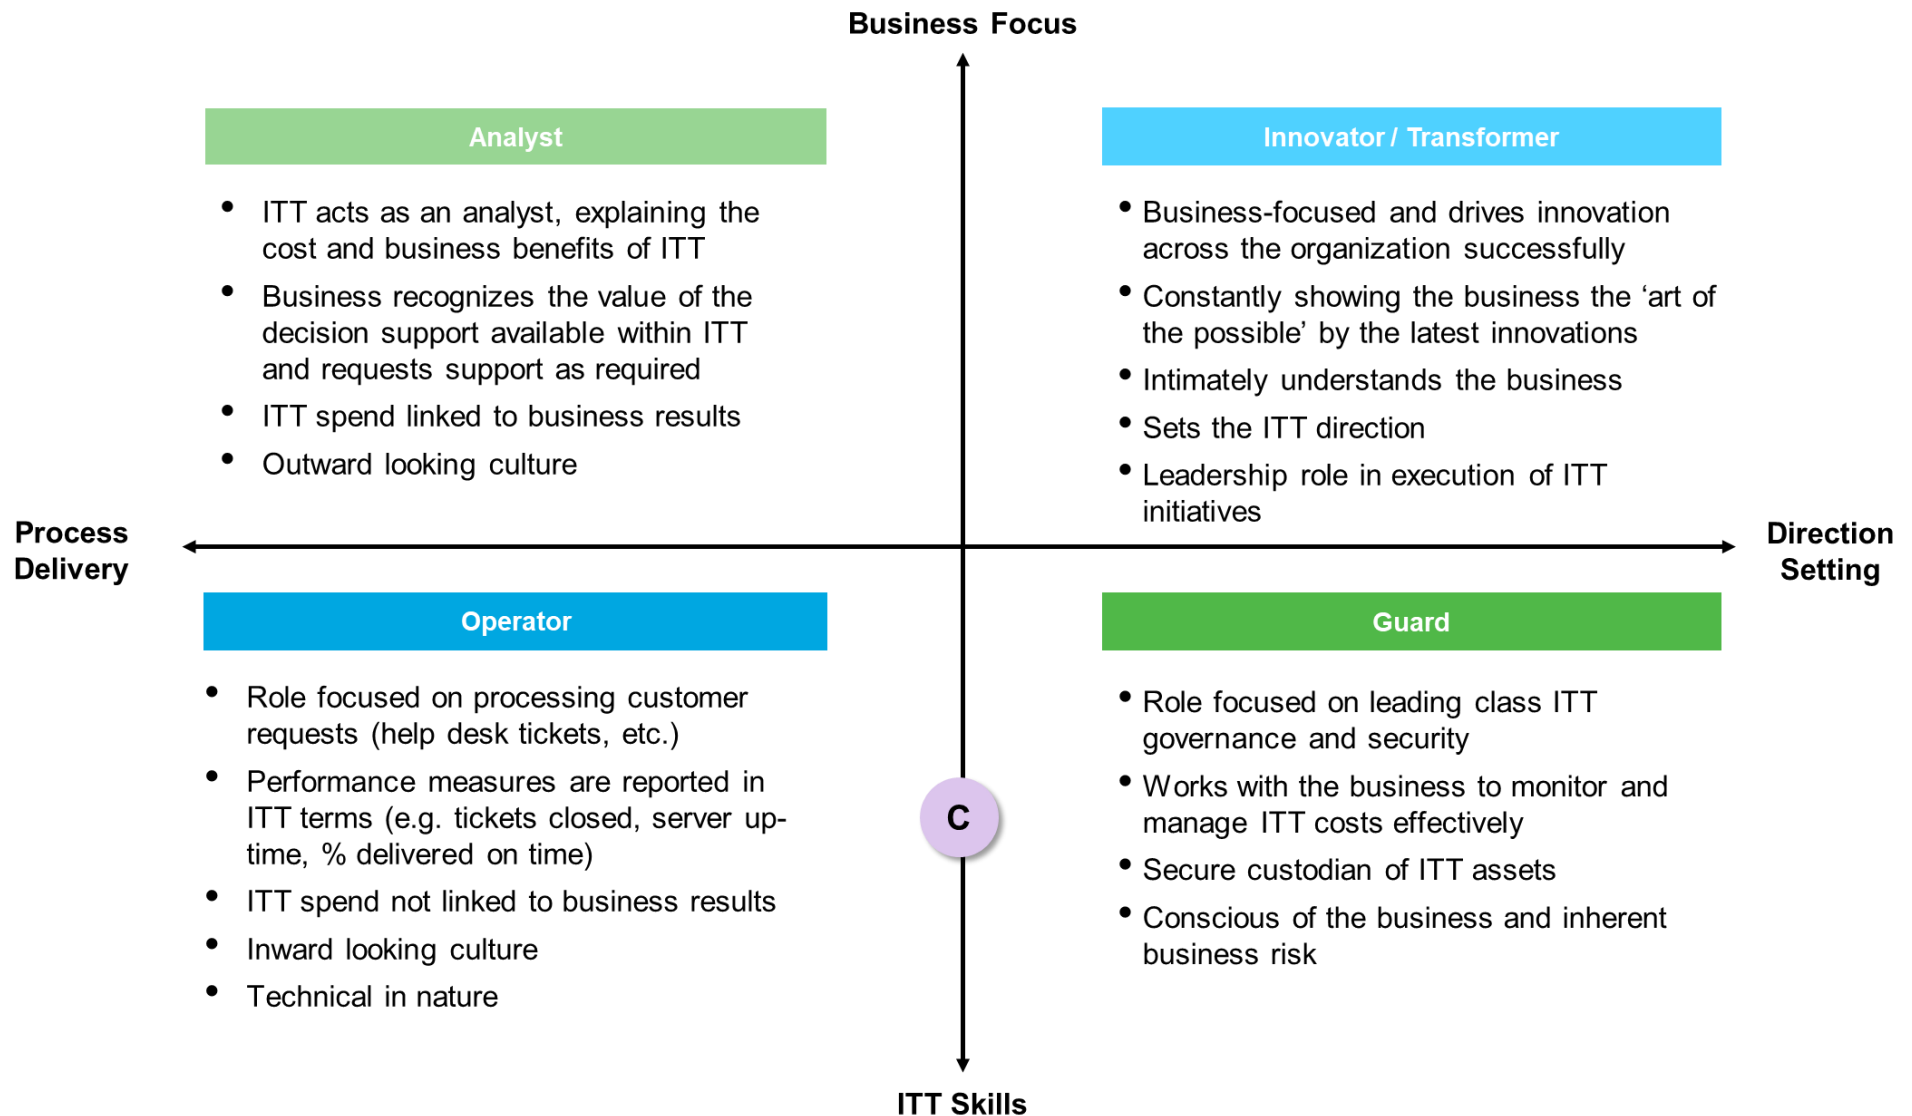 Business Focus
Analyst
• ITT acts as an analyst, explaining the
cost and business benefits of ITT
• Business recognizes the value of the
decision support available within ITT
and requests support as required
• ITT spend linked to business results
• Outward looking culture
Innovator / Transformer
• Business-focused and drives innovation
across the organization successfully
• Constantly showing the business the ‘art of
the possible’ by the latest innovations
• Intimately understands the business
• Sets the ITT direction
• Leadership role in execution of ITT
initiatives
Process
Delivery
Direction
Setting
Operator
• Role focused on processing customer
requests (help desk tickets, etc.)
• Performance measures are reported in
ITT terms (e.g. tickets closed, server up-
time, % delivered on time)
• ITT spend not linked to business results
• Inward looking culture
• Technical in nature
C
Guard
• Role focused on leading class ITT
governance and security
• Works with the business to monitor and
manage ITT costs effectively
• Secure custodian of ITT assets
• Conscious of the business and inherent
business risk
ITT Skills